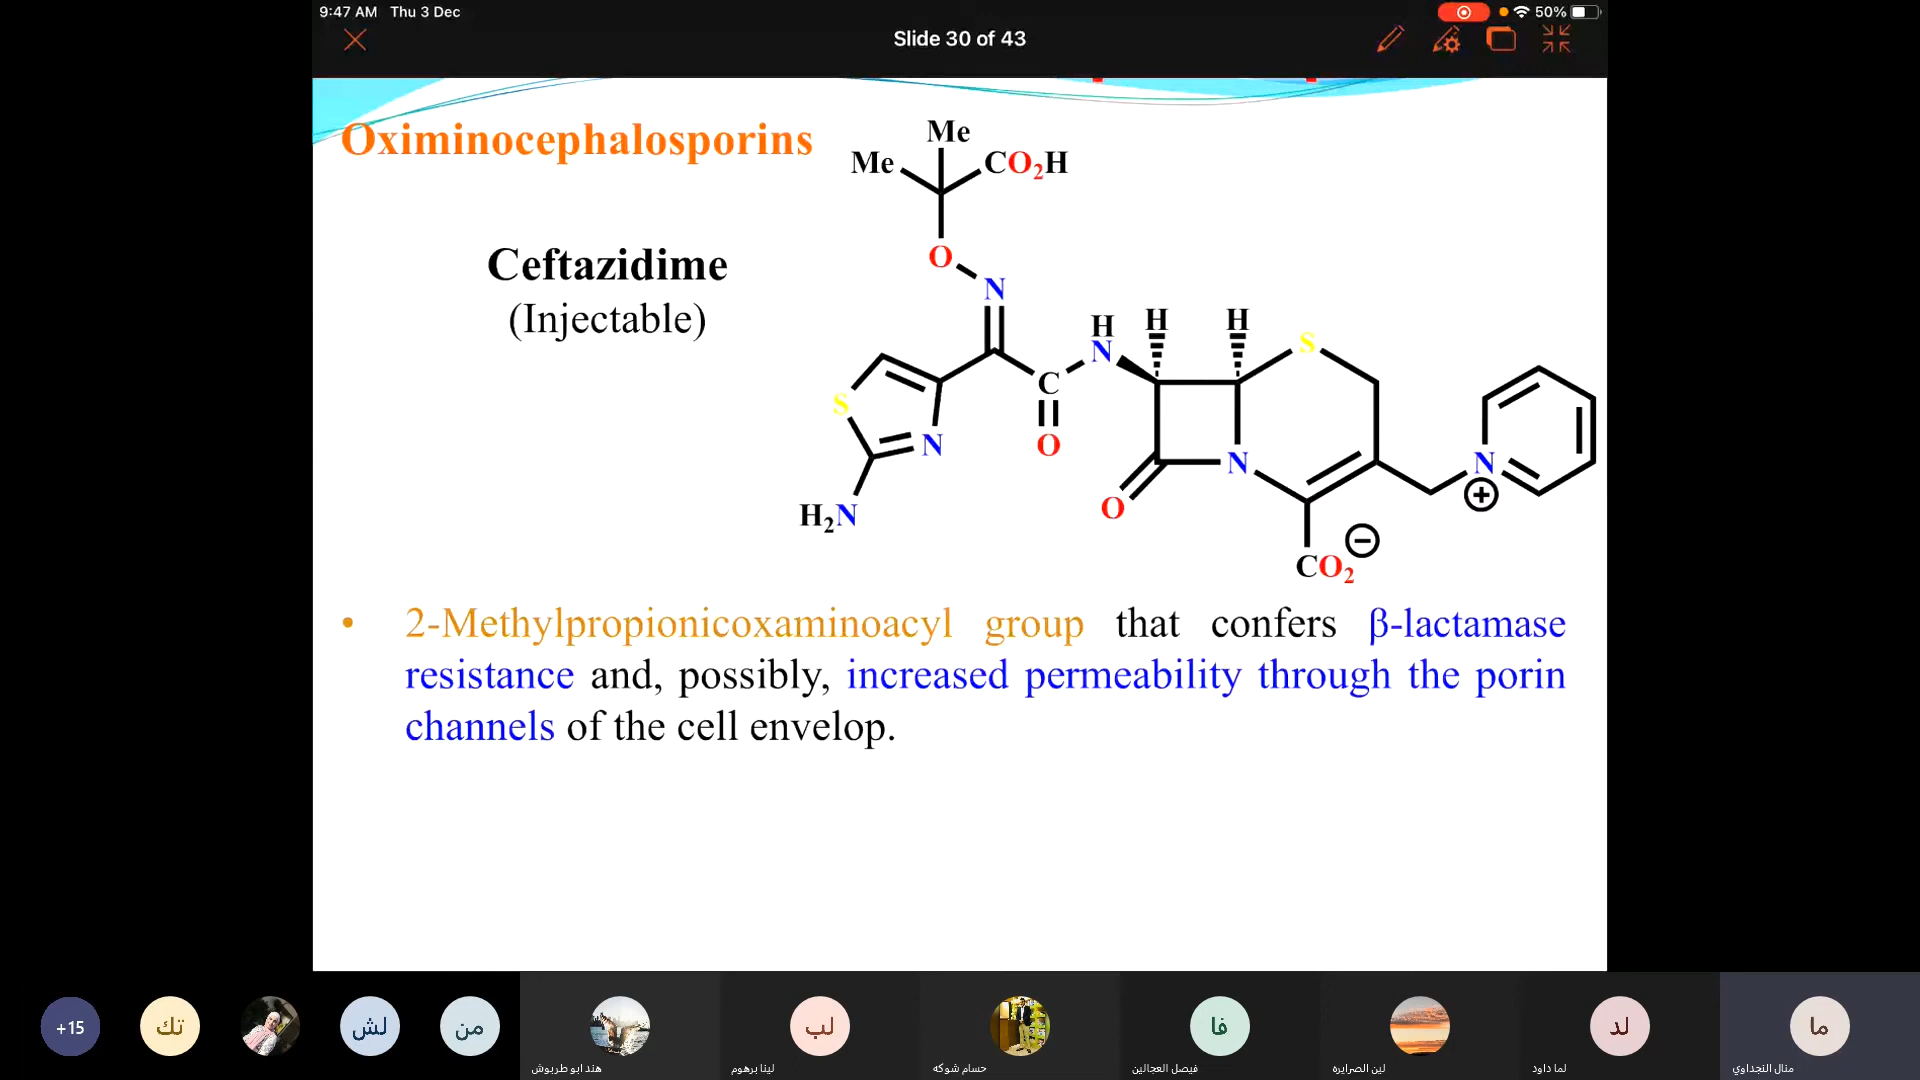 9:47 AM Thu 3 Dec
50%
Slide 30 of 43
Oximinocephalosporins
Me
Me
CO2H
Ceftazidime
(Injectable)
O
N
H
H
H
N
S
S
C
N
O
N
N
+
O
H2N
−
CO2
• 2-Methylpropionicoxaminoacyl group that confers β-lactamase
resistance and, possibly, increased permeability through the porin
channels of the cell envelop.
+15
تك
لش
من
لب
فا
لد
ما
هند ابو طربوش
لينا برهوم
حسام شوكه
فيصل العجالين
لين الصرايره
لما داود
منال النجداوي